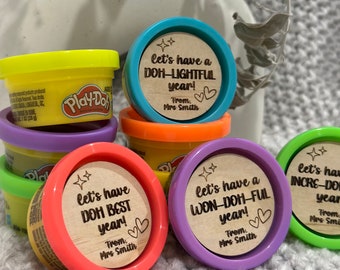 Play-Doh
let's have a
DOH-LIGHTFUL
year!
From:
Mrs Smith
let's have
DOH BEST
year!
From:
Mrs Smith
let's have a
WON-DOH-FUL
year!
From:
Mrs Smith
let's have
INCRE-DOH
year!
From:
Mrs Smith